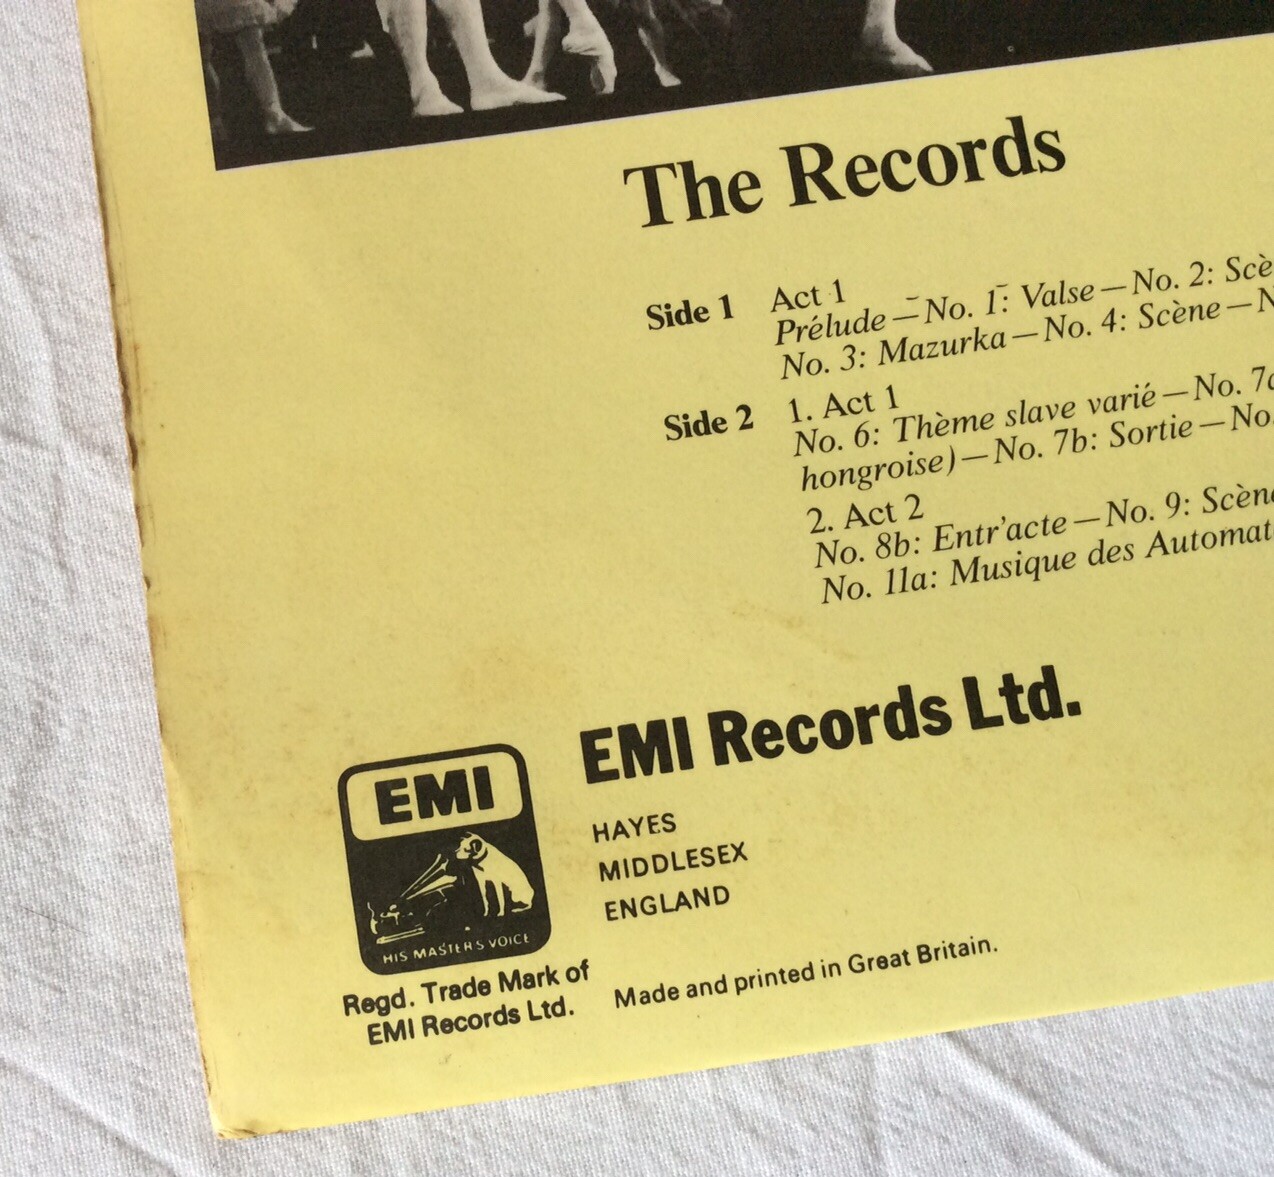 The Records
Side 1 Act 1
Prélude — No. 1: Valse — No. 2: Scè
No. 3: Mazurka — No. 4: Scène — N
Side 2 1. Act 1
No. 6: Thème slave varié — No. 7a
hongroise) — No. 7b: Sortie — No.
2. Act 2
No. 8b: Entr'acte — No. 9: Scène
No. 11a: Musique des Automat
EMI Records Ltd.
HAYES
MIDDLESEX
ENGLAND
Made and printed in Great Britain.
EMI
HIS MASTERS VOICE
Regd. Trade Mark of
EMI Records Ltd.